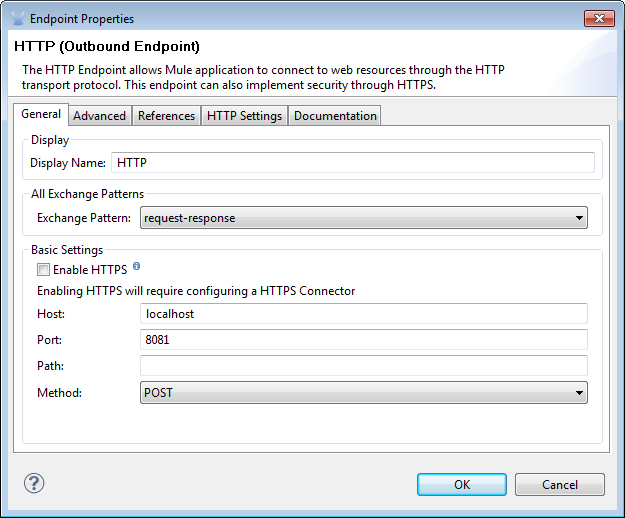 Endpoint Properties
HTTP (Outbound Endpoint)
The HTTP Endpoint allows Mule application to connect to web resources through the HTTP
transport protocol. This endpoint can also implement security through HTTPS.
General Advanced References HTTP Settings Documentation
Display
Display Name: HTTP
All Exchange Patterns
Exchange Pattern: request-response
Basic Settings
Enable HTTPS
Enabling HTTPS will require configuring a HTTPS Connector
Host: localhost
Port: 8081
Path:
Method: POST
OK Cancel